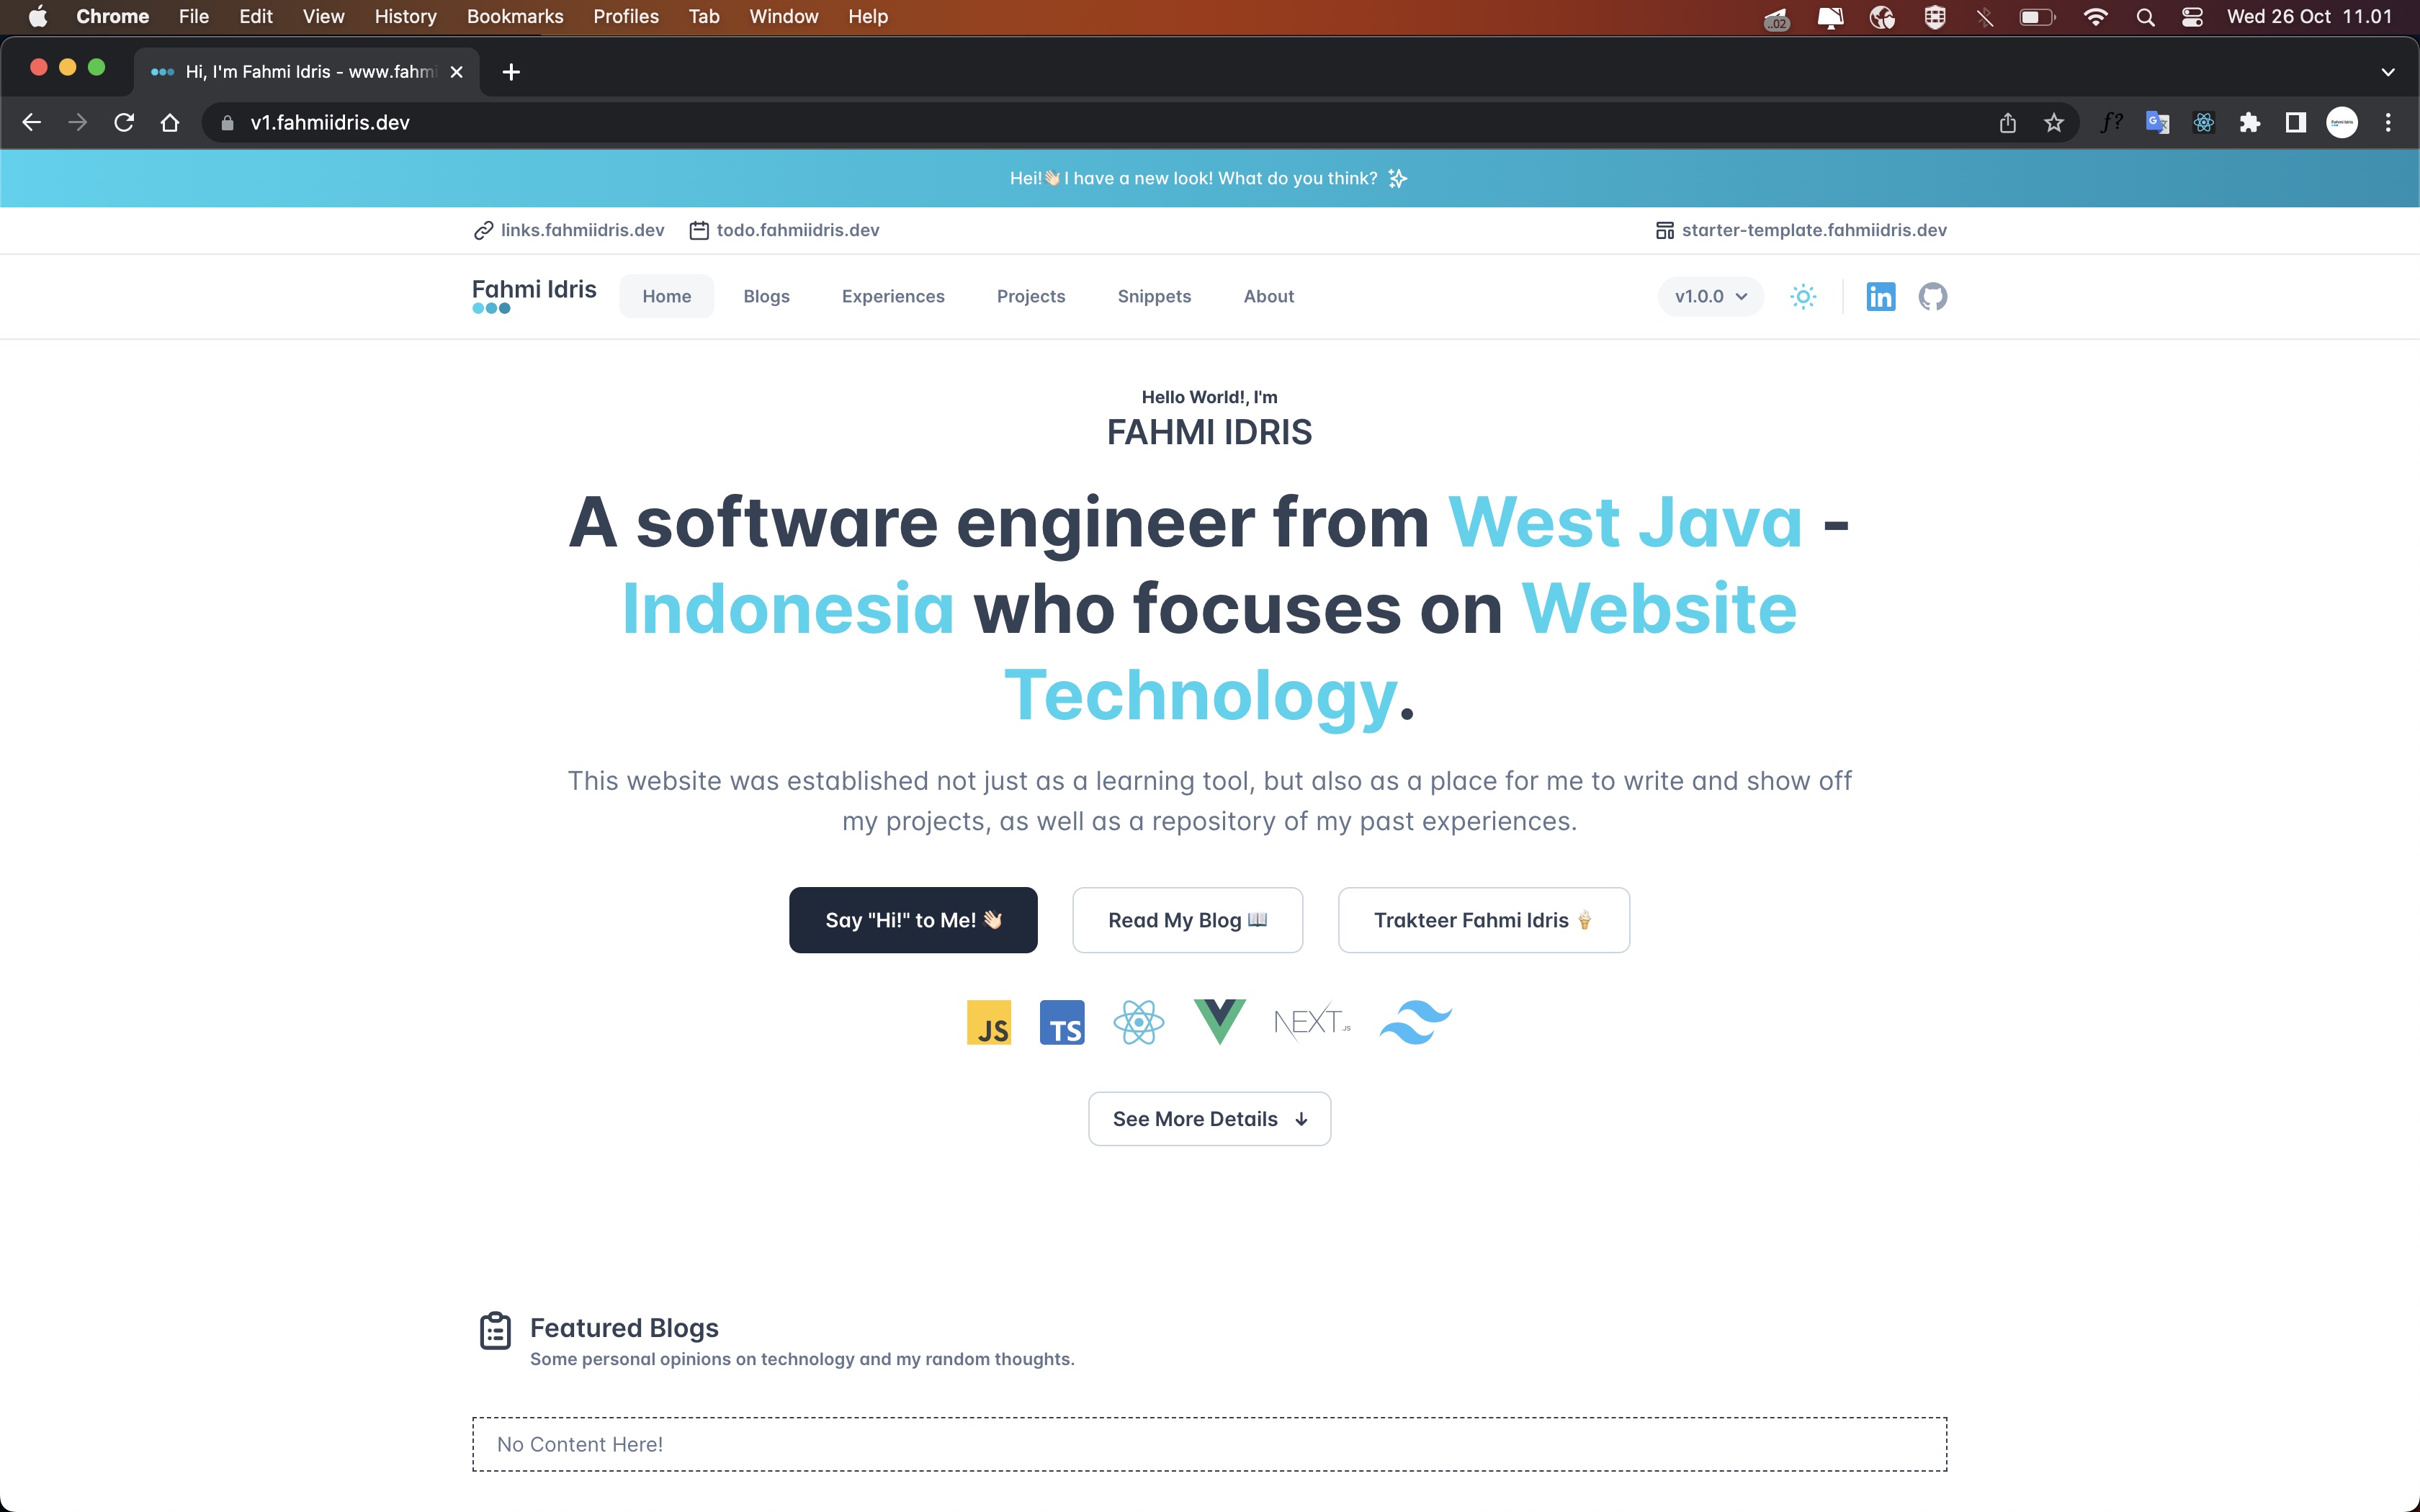 Chrome File Edit View History Bookmarks Profiles Tab Window Help .02 Wed 26 Oct 11.01
Hi, I'm Fahmi Idris - www.fahmi
v1.fahmiidris.dev f?
Hei!👋🏻 I have a new look! What do you think?
links.fahmiidris.dev todo.fahmiidris.dev starter-template.fahmiidris.dev
Fahmi Idris Home Blogs Experiences Projects Snippets About v1.0.0 in
Hello World!, I'm
FAHMI IDRIS
A software engineer from West Java -
Indonesia who focuses on Website
Technology.
This website was established not just as a learning tool, but also as a place for me to write and show off
my projects, as well as a repository of my past experiences.
Say "Hi!" to Me! 👋🏻 Read My Blog 📖 Trakteer Fahmi Idris 🍦
JS TS NEXT.JS
See More Details ↓
Featured Blogs
Some personal opinions on technology and my random thoughts.
No Content Here!